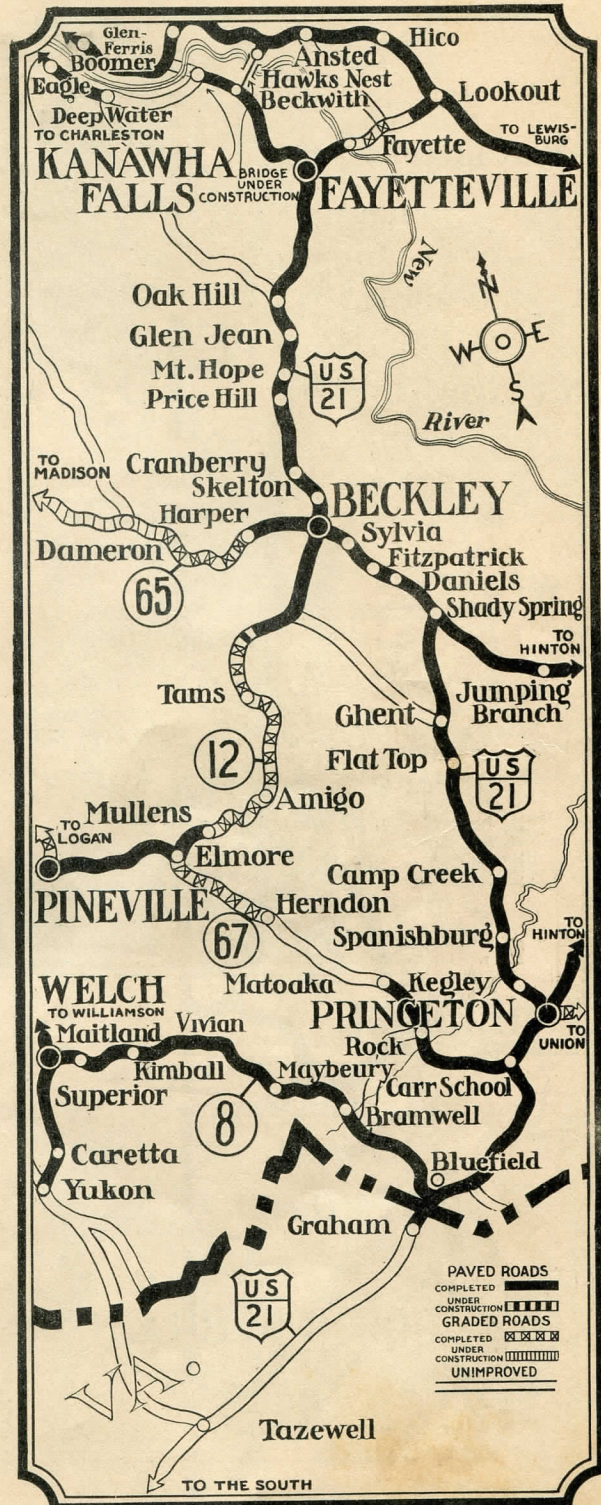 Glen-
Ferris
Boomer
Eagle
Deep Water
TO CHARLESTON
Ansted
Hawks Nest
Beckwith
Hico
Lookout
TO LEWIS-
BURG
Fayette
KANAWHA
FALLS
BRIDGE
UNDER
CONSTRUCTION
FAYETTEVILLE
New
River
N
W
E
S
Oak Hill
Glen Jean
Mt. Hope
Price Hill
US
21
Cranberry
Skelton
TO
MADISON
Harper
BECKLEY
Dameron
65
Sylvia
Fitzpatrick
Daniels
Shady Spring
TO
HINTON
Jumping
Branch
Tams
Ghent
12
Flat Top
US
21
Amigo
Mullens
TO
LOGAN
Elmore
PINEVILLE
Camp Creek
Herndon
67
Spanishburg
TO
HINTON
Matoaka
Kegley
WELCH
TO WILLIAMSON
PRINCETON
TO
UNION
Maitland
Vivian
Rock
Kimball
Maybeury
Superior
Carr School
8
Bramwell
Caretta
Bluefield
Yukon
Graham
US
21
PAVED ROADS
COMPLETED
UNDER
CONSTRUCTION
GRADED ROADS
COMPLETED
UNDER
CONSTRUCTION
UNIMPROVED
VA.
Tazewell
TO THE SOUTH